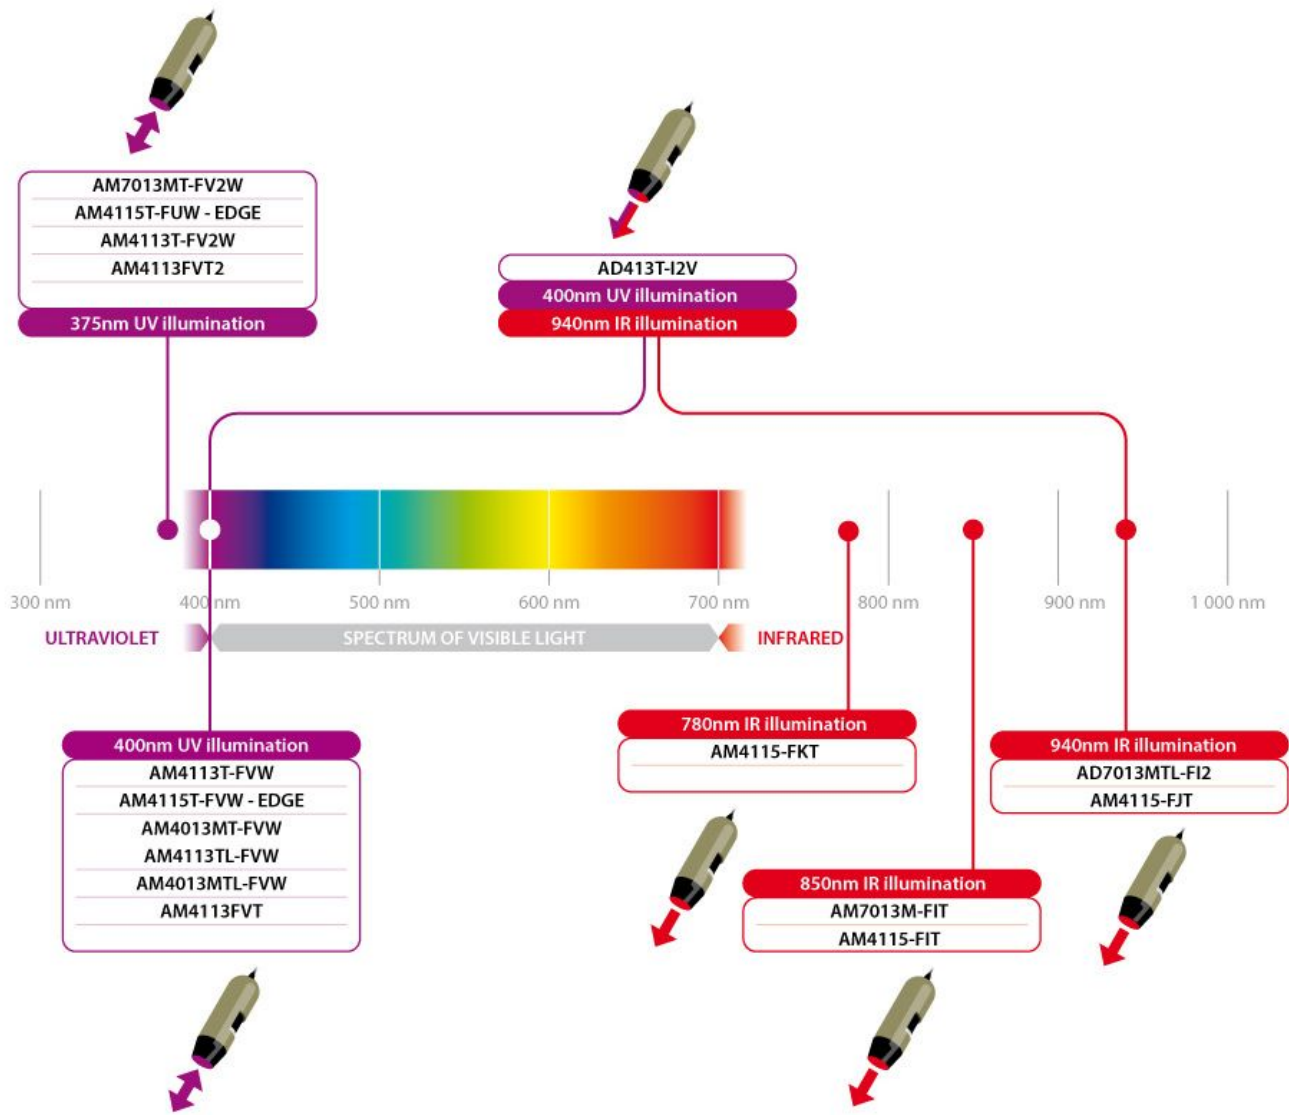 AM7013MT-FV2W
AM4115T-FUW - EDGE
AM4113T-FV2W
AM4113FVT2
375nm UV illumination
AD413T-I2V
400nm UV illumination
940nm IR illumination
300 nm
400 nm
500 nm
600 nm
700 nm
800 nm
900 nm
1 000 nm
ULTRAVIOLET
SPECTRUM OF VISIBLE LIGHT
INFRARED
400nm UV illumination
AM4113T-FVW
AM4115T-FVW - EDGE
AM4013MT-FVW
AM4113TL-FVW
AM4013MTL-FVW
AM4113FVT
780nm IR illumination
AM4115-FKT
850nm IR illumination
AM7013M-FIT
AM4115-FIT
940nm IR illumination
AD7013MTL-FI2
AM4115-FJT